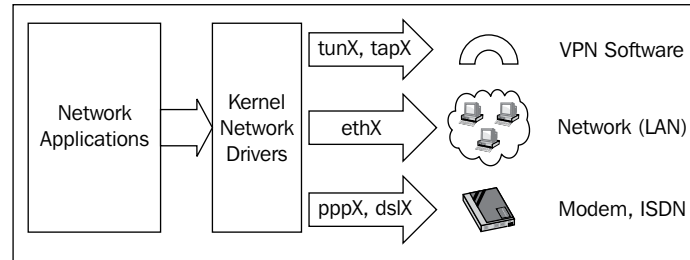 Network
Applications
Kernel
Network
Drivers
tunX, tapX
VPN Software
ethX
Network (LAN)
pppX, dslX
Modem, ISDN